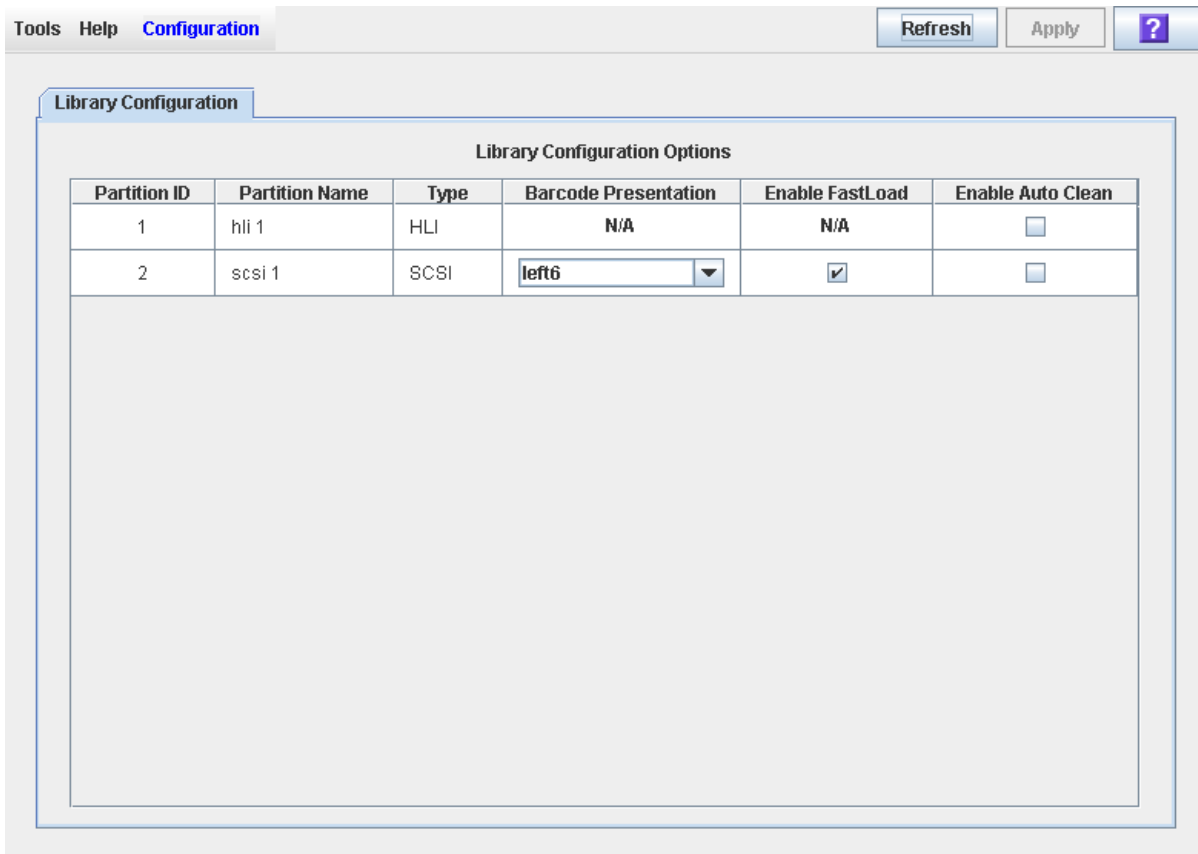 Tools Help Configuration Refresh Apply ?
Library Configuration
Library Configuration Options
Partition ID Partition Name Type Barcode Presentation Enable FastLoad Enable Auto Clean
1 hli 1 HLI N/A N/A
2 scsi 1 SCSI left6